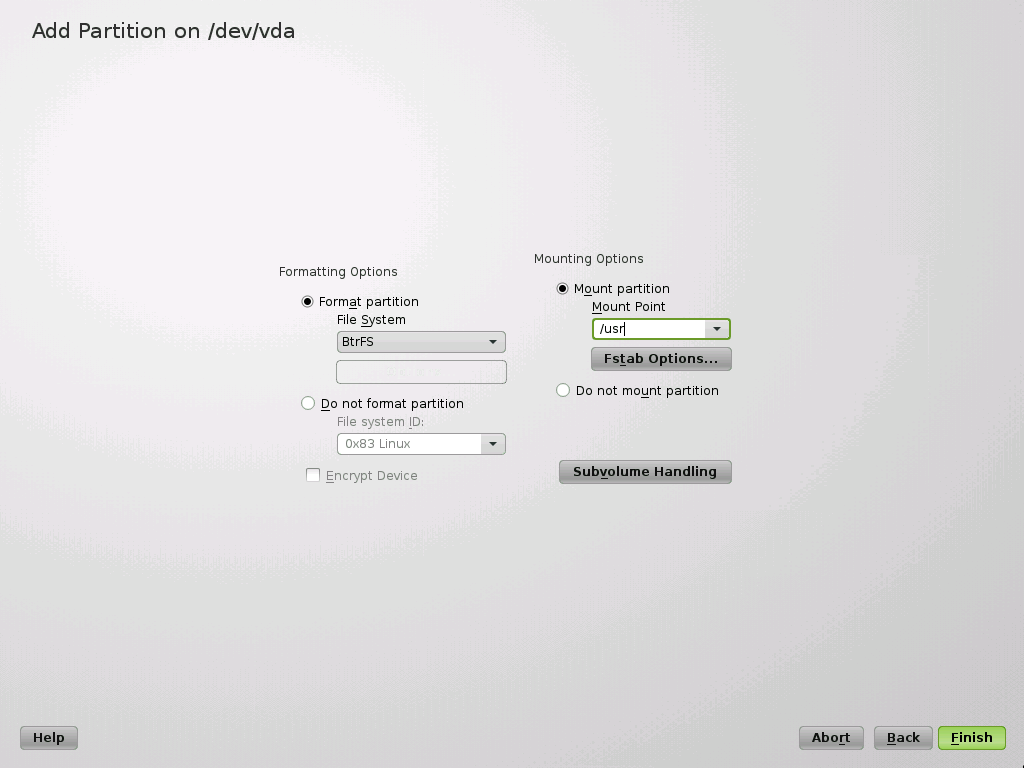 Add Partition on /dev/vda
Formatting Options
Format partition
File System
BtrFS
Do not format partition
File system ID:
0x83 Linux
Encrypt Device
Mounting Options
Mount partition
Mount Point
/usr
Fstab Options...
Do not mount partition
Subvolume Handling
Help
Abort
Back
Finish